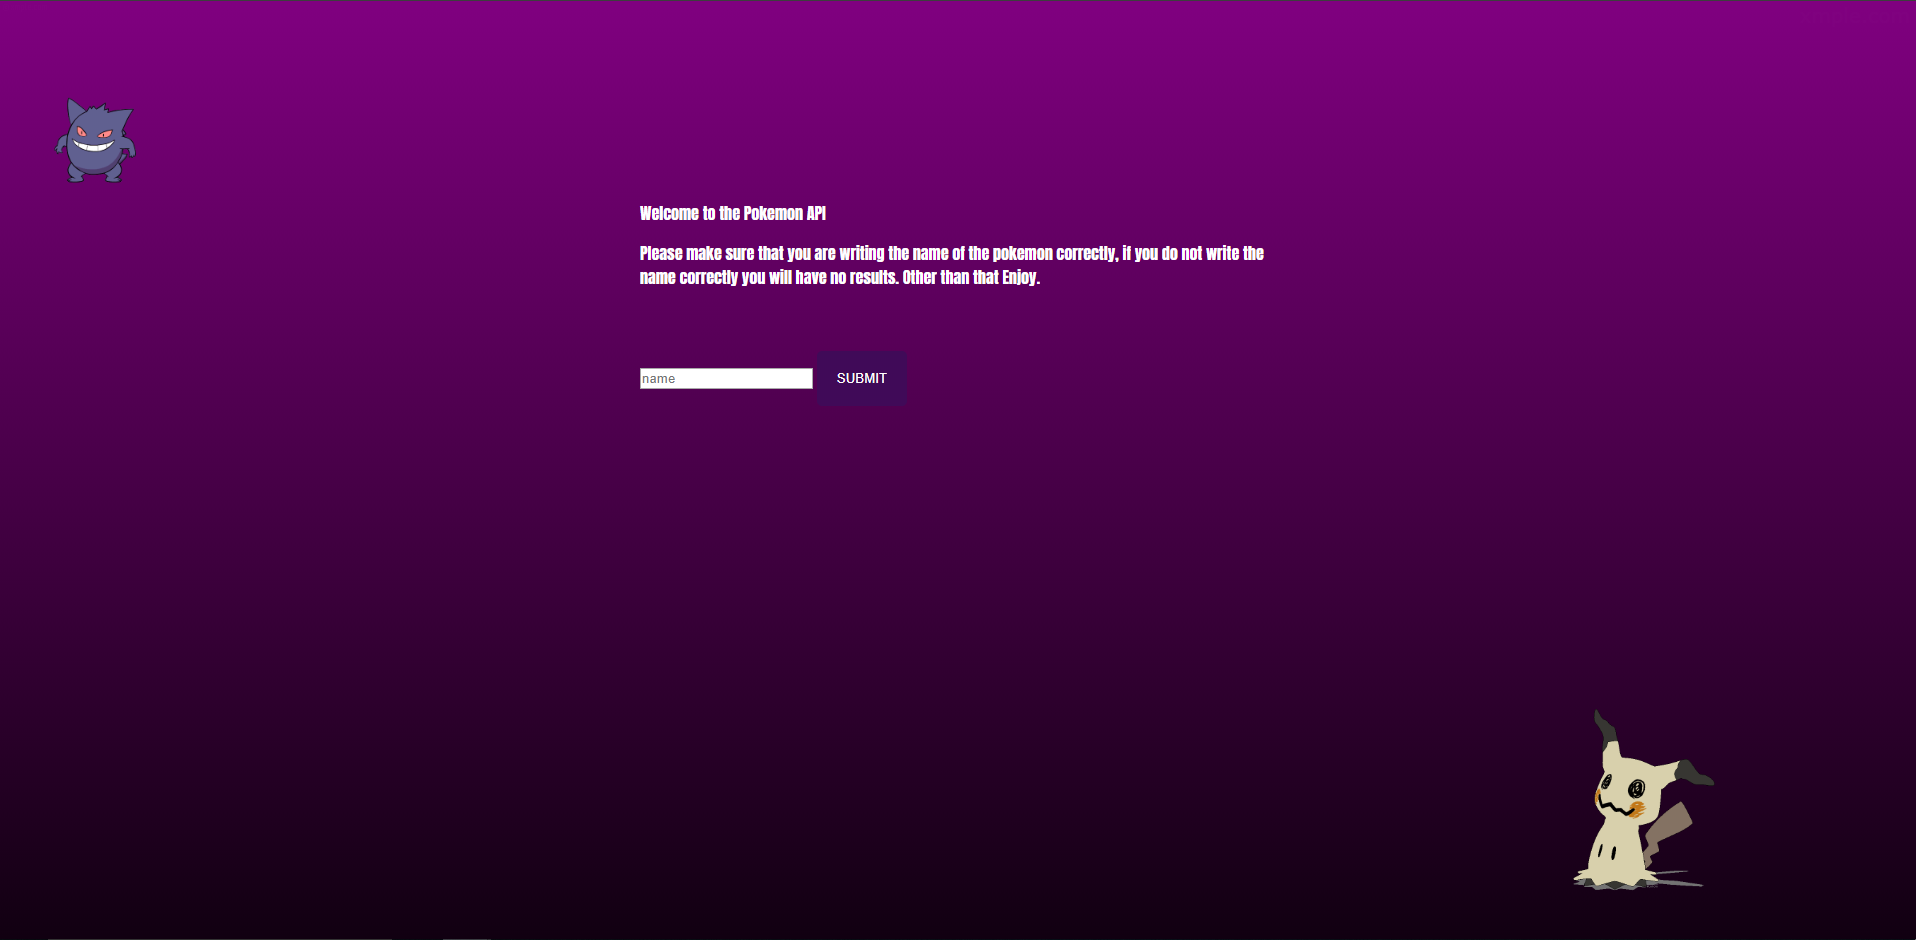 Welcome to the Pokemon API
Please make sure that you are writing the name of the pokemon correctly, if you do not write the
name correctly you will have no results. Other than that Enjoy.
name
SUBMIT